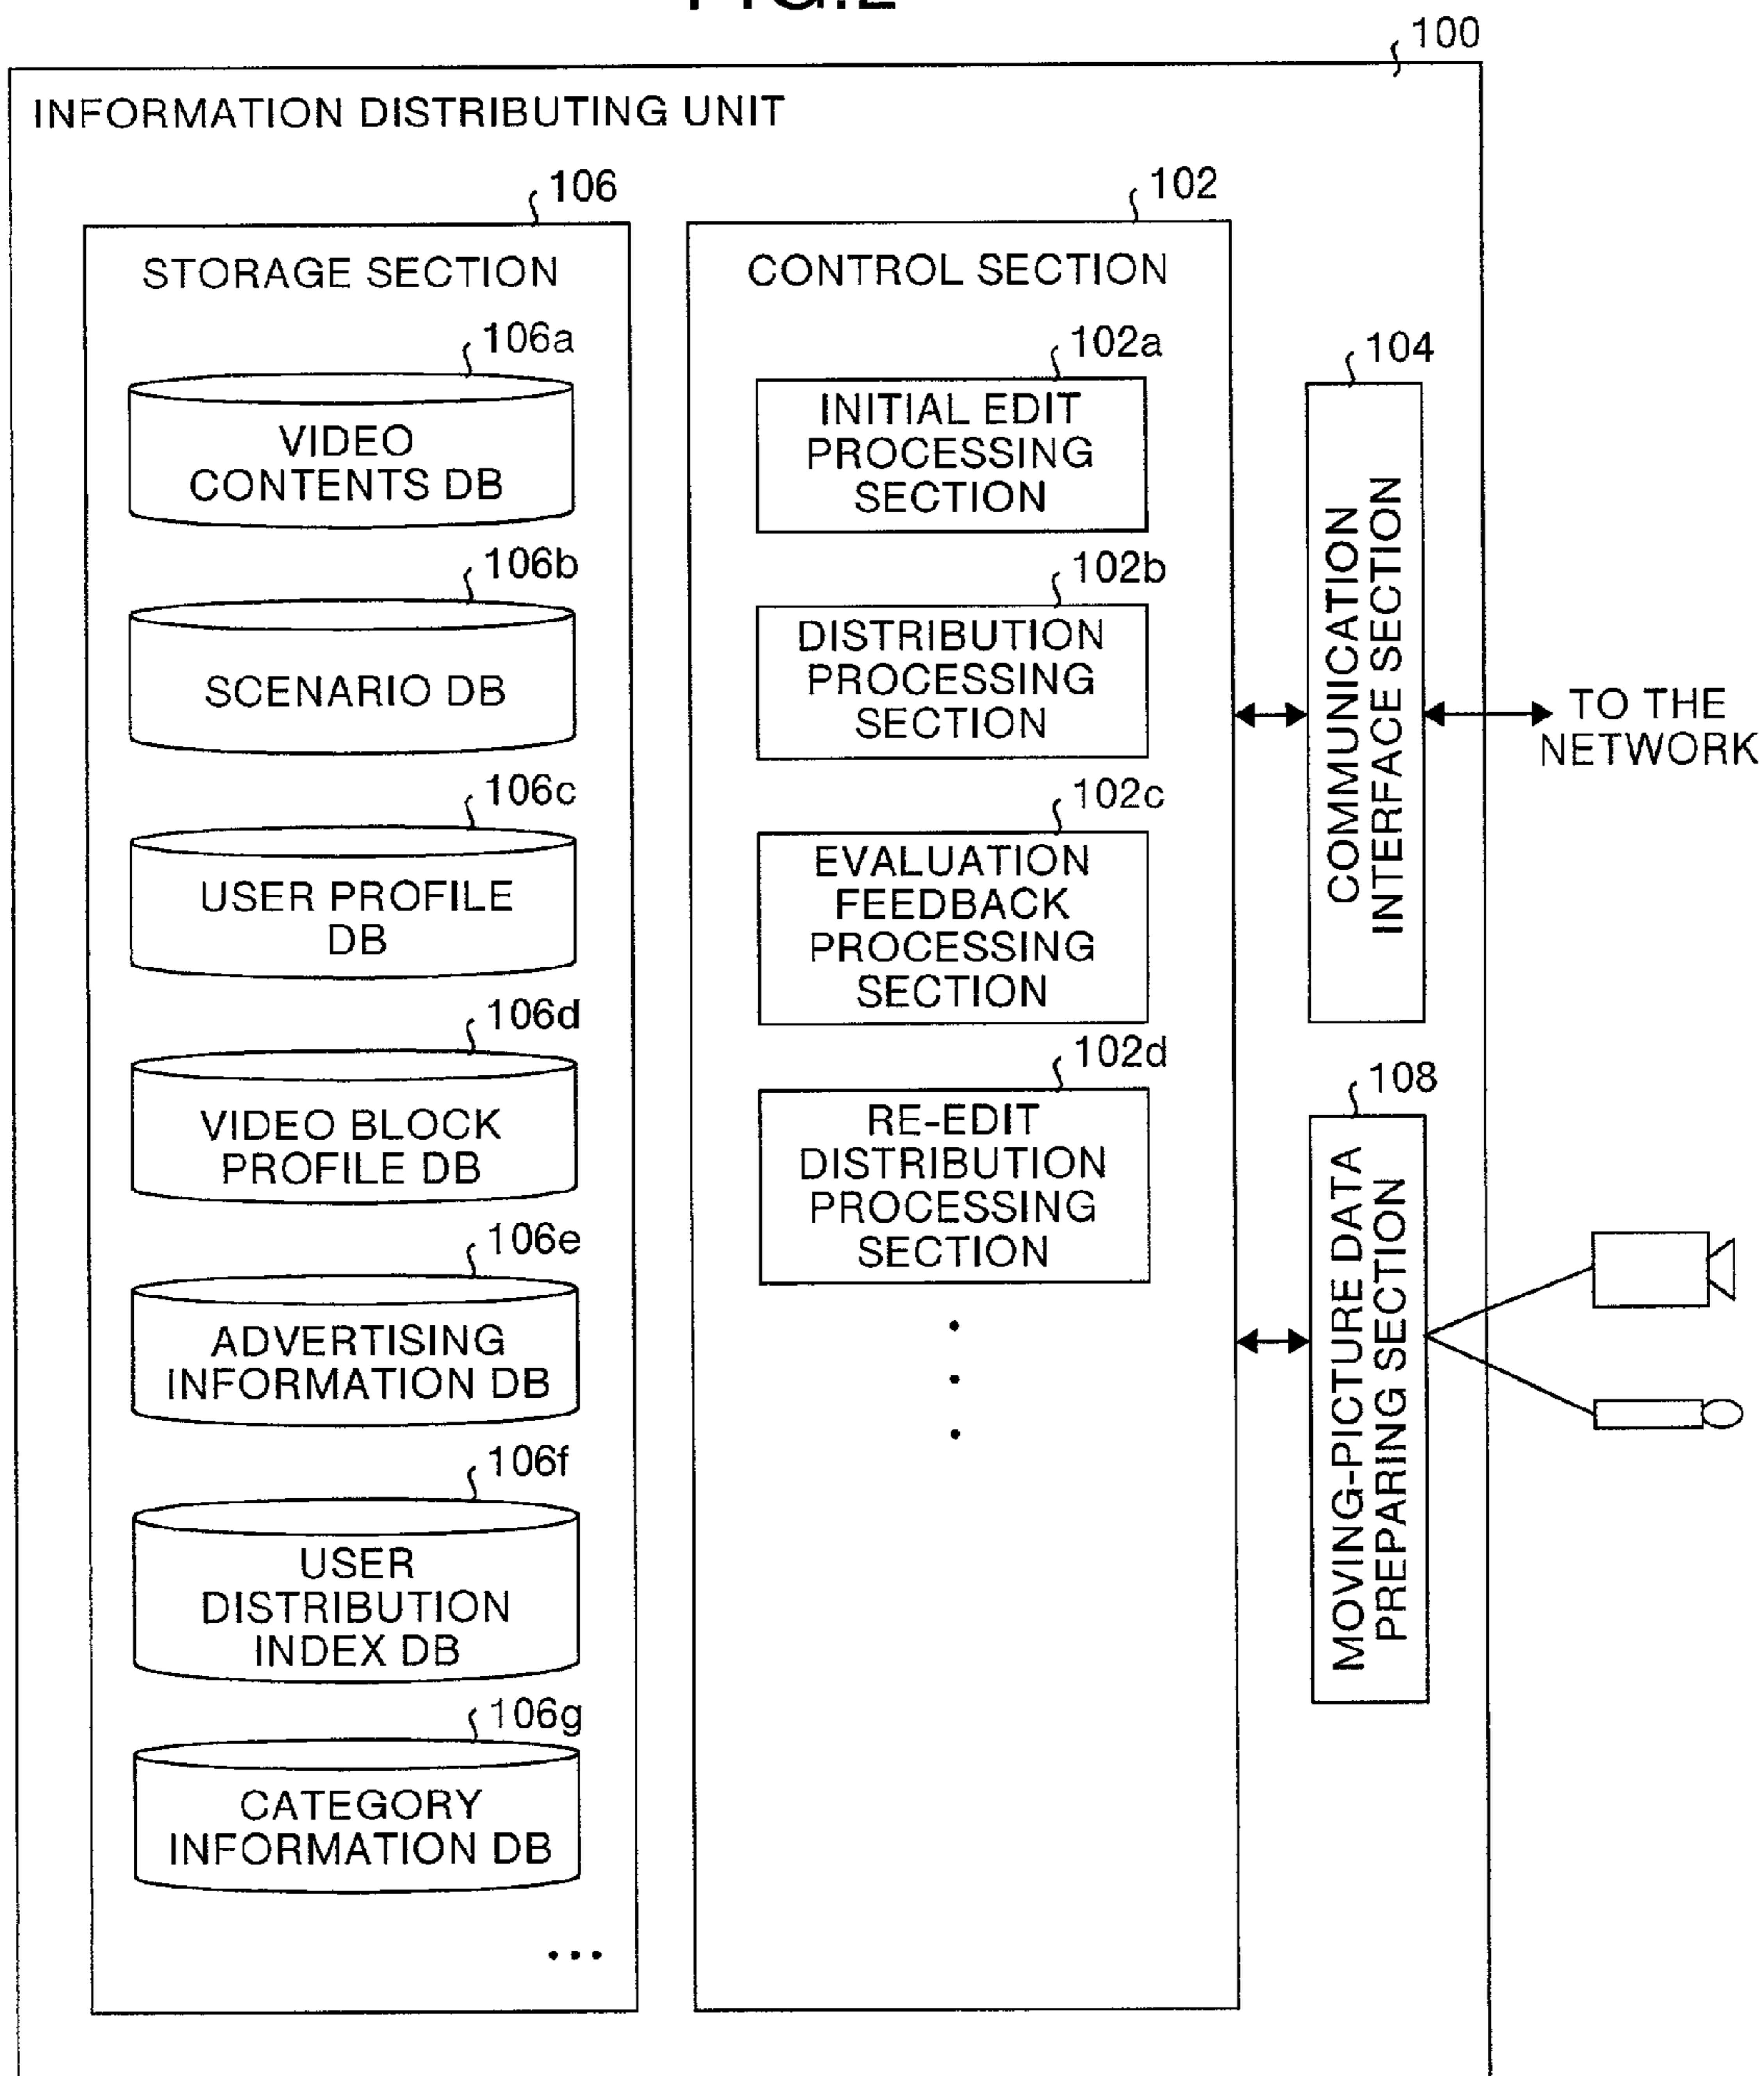 FIG.2
100
INFORMATION DISTRIBUTING UNIT
106
STORAGE SECTION
106a
VIDEO
CONTENTS DB
106b
SCENARIO DB
106c
USER PROFILE
DB
106d
VIDEO BLOCK
PROFILE DB
106e
ADVERTISING
INFORMATION DB
106f
USER
DISTRIBUTION
INDEX DB
106g
CATEGORY
INFORMATION DB
...
102
CONTROL SECTION
102a
INITIAL EDIT
PROCESSING
SECTION
102b
DISTRIBUTION
PROCESSING
SECTION
102c
EVALUATION
FEEDBACK
PROCESSING
SECTION
102d
RE-EDIT
DISTRIBUTION
PROCESSING
SECTION
104
COMMUNICATION
INTERFACE SECTION
TO THE
NETWORK
108
MOVING-PICTURE DATA
PREPARING SECTION